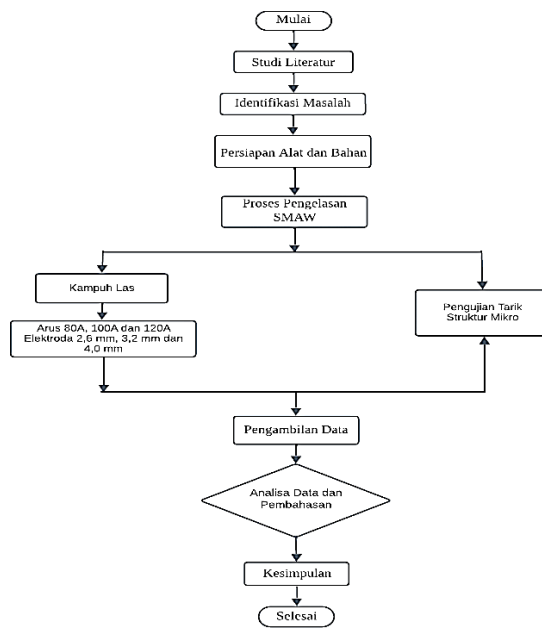 Mulai
Studi Literatur
Identifikasi Masalah
Persiapan Alat dan Bahan
Proses Pengelasan
SMAW
Kampuh Las
Arus 80A, 100A dan 120A
Elektroda 2,6 mm, 3,2 mm dan
4,0 mm
Pengujian Tarik
Struktur Mikro
Pengambilan Data
Analisa Data dan
Pembahasan
Kesimpulan
Selesai